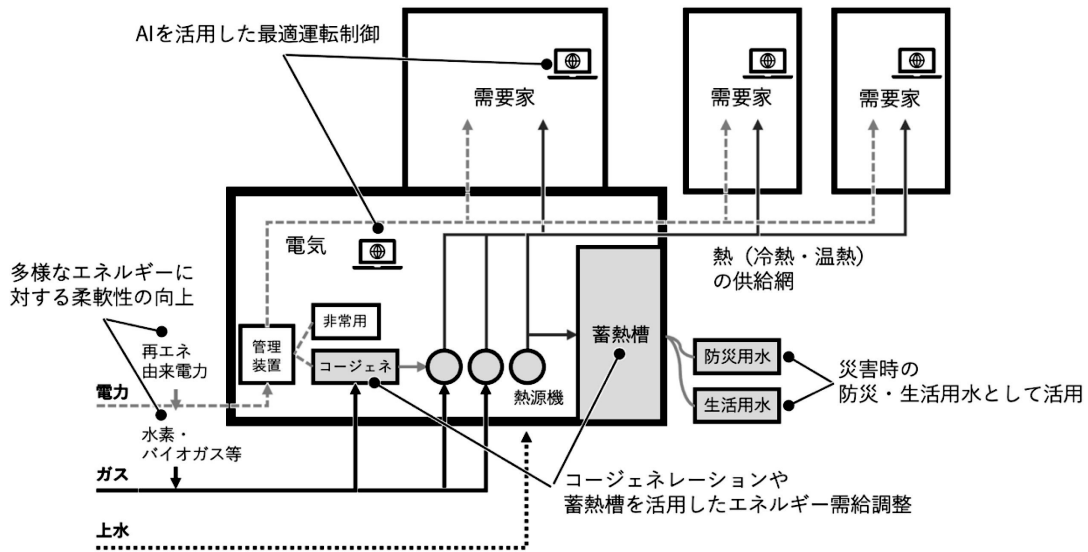 AIを活用した最適運転制御
需要家
需要家
需要家
電気
熱（冷熱・温熱）
の供給網
多様なエネルギーに
対する柔軟性の向上
非常用
管理
装置
コージェネ
蓄熱槽
熱源機
再エネ
由来電力
電力
防災用水
生活用水
災害時の
防災・生活用水として活用
水素・
バイオガス等
ガス
コージェネレーションや
蓄熱槽を活用したエネルギー需給調整
上水